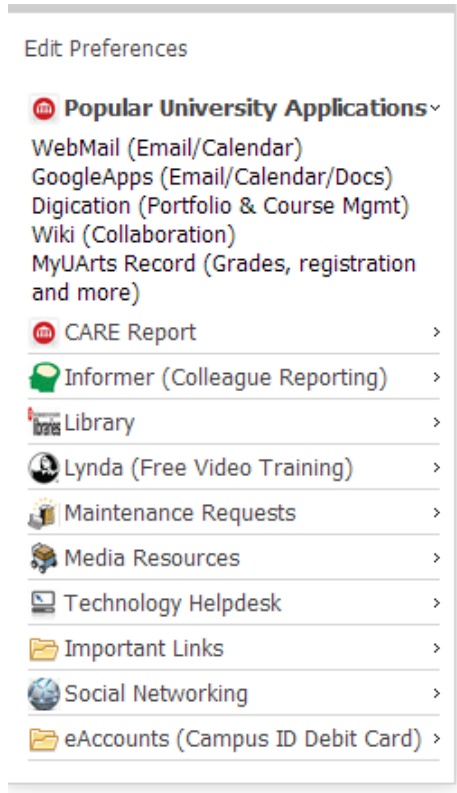 Edit Preferences
Popular University Applications
WebMail (Email/Calendar)
GoogleApps (Email/Calendar/Docs)
Digication (Portfolio & Course Mgmt)
Wiki (Collaboration)
MyUArts Record (Grades, registration
and more)
CARE Report
Informer (Colleague Reporting)
libraries Library
Lynda (Free Video Training)
Maintenance Requests
Media Resources
Technology Helpdesk
Important Links
Social Networking
eAccounts (Campus ID Debit Card)